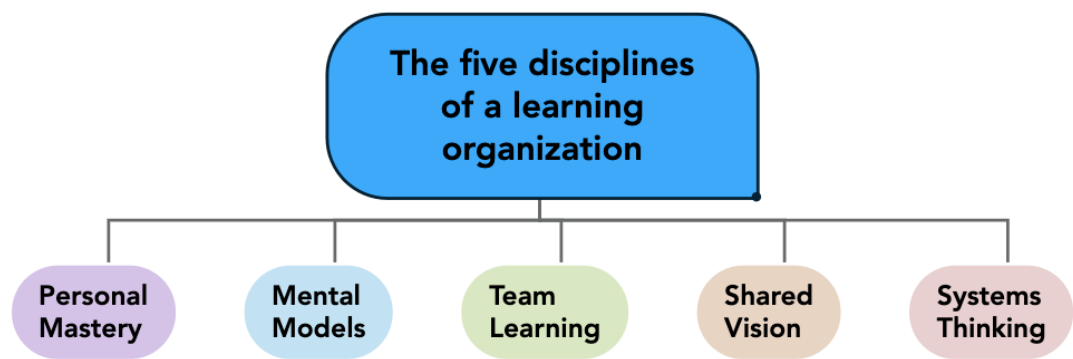 The five disciplines
of a learning
organization
Personal
Mastery
Mental
Models
Team
Learning
Shared
Vision
Systems
Thinking